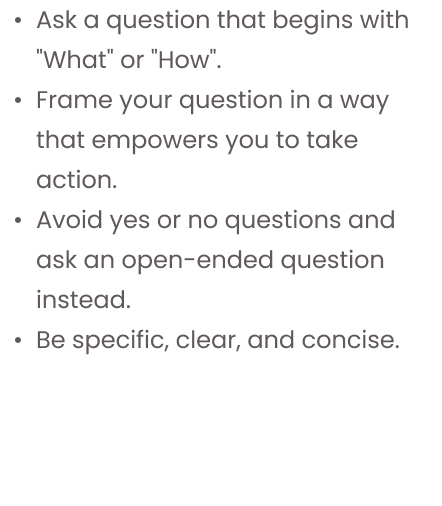 • Ask a question that begins with
"What" or "How".
• Frame your question in a way
that empowers you to take
action.
• Avoid yes or no questions and
ask an open-ended question
instead.
• Be specific, clear, and concise.